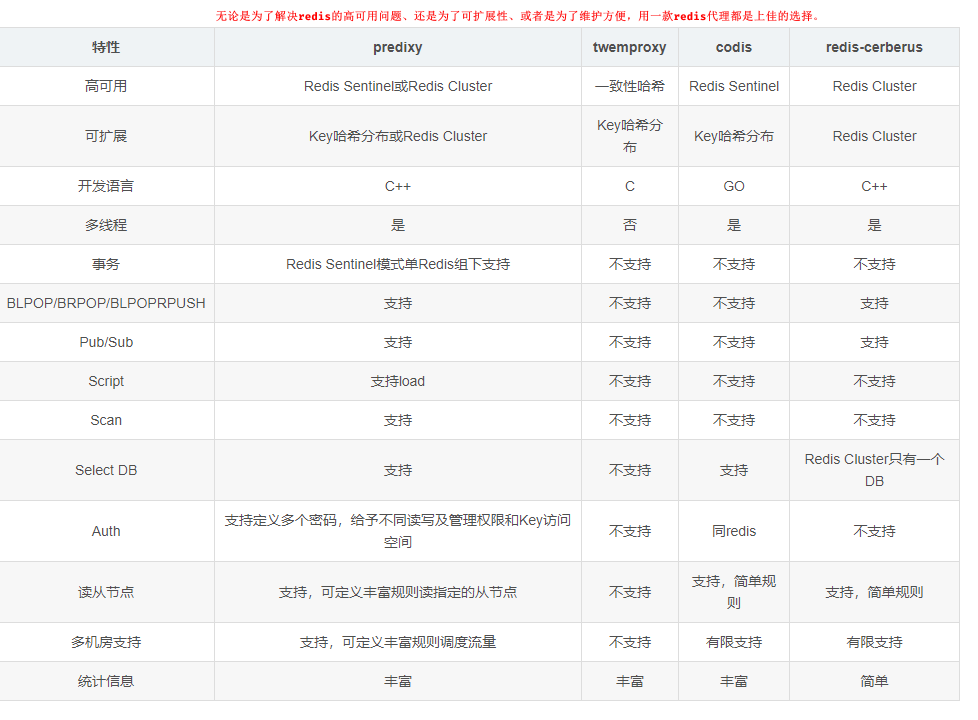 无论是为了解决redis的高可用问题、还是为了可扩展性、或者是为了维护方便，用一款redis代理都是上佳的选择。
特性 predixy twemproxy codis redis-cerberus
高可用 Redis Sentinel或Redis Cluster 一致性哈希 Redis Sentinel Redis Cluster
可扩展 Key哈希分布或Redis Cluster Key哈希分布 Key哈希分布 Redis Cluster
开发语言 C++ C GO C++
多线程 是 否 是 是
事务 Redis Sentinel模式单Redis组下支持 不支持 不支持 不支持
BLPOP/BRPOP/BLPOPRPUSH 支持 不支持 不支持 支持
Pub/Sub 支持 不支持 不支持 支持
Script 支持load 不支持 不支持 不支持
Scan 支持 不支持 不支持 不支持
Select DB 支持 不支持 支持 Redis Cluster只有一个DB
Auth 支持定义多个密码，给予不同读写及管理权限和Key访问空间 不支持 同redis 不支持
读从节点 支持，可定义丰富规则读指定的从节点 不支持 支持，简单规则 支持，简单规则
多机房支持 支持，可定义丰富规则调度流量 不支持 有限支持 有限支持
统计信息 丰富 丰富 丰富 简单